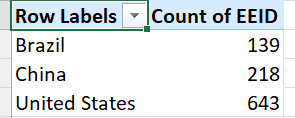 Row Labels Count of EEID
Brazil 139
China 218
United States 643